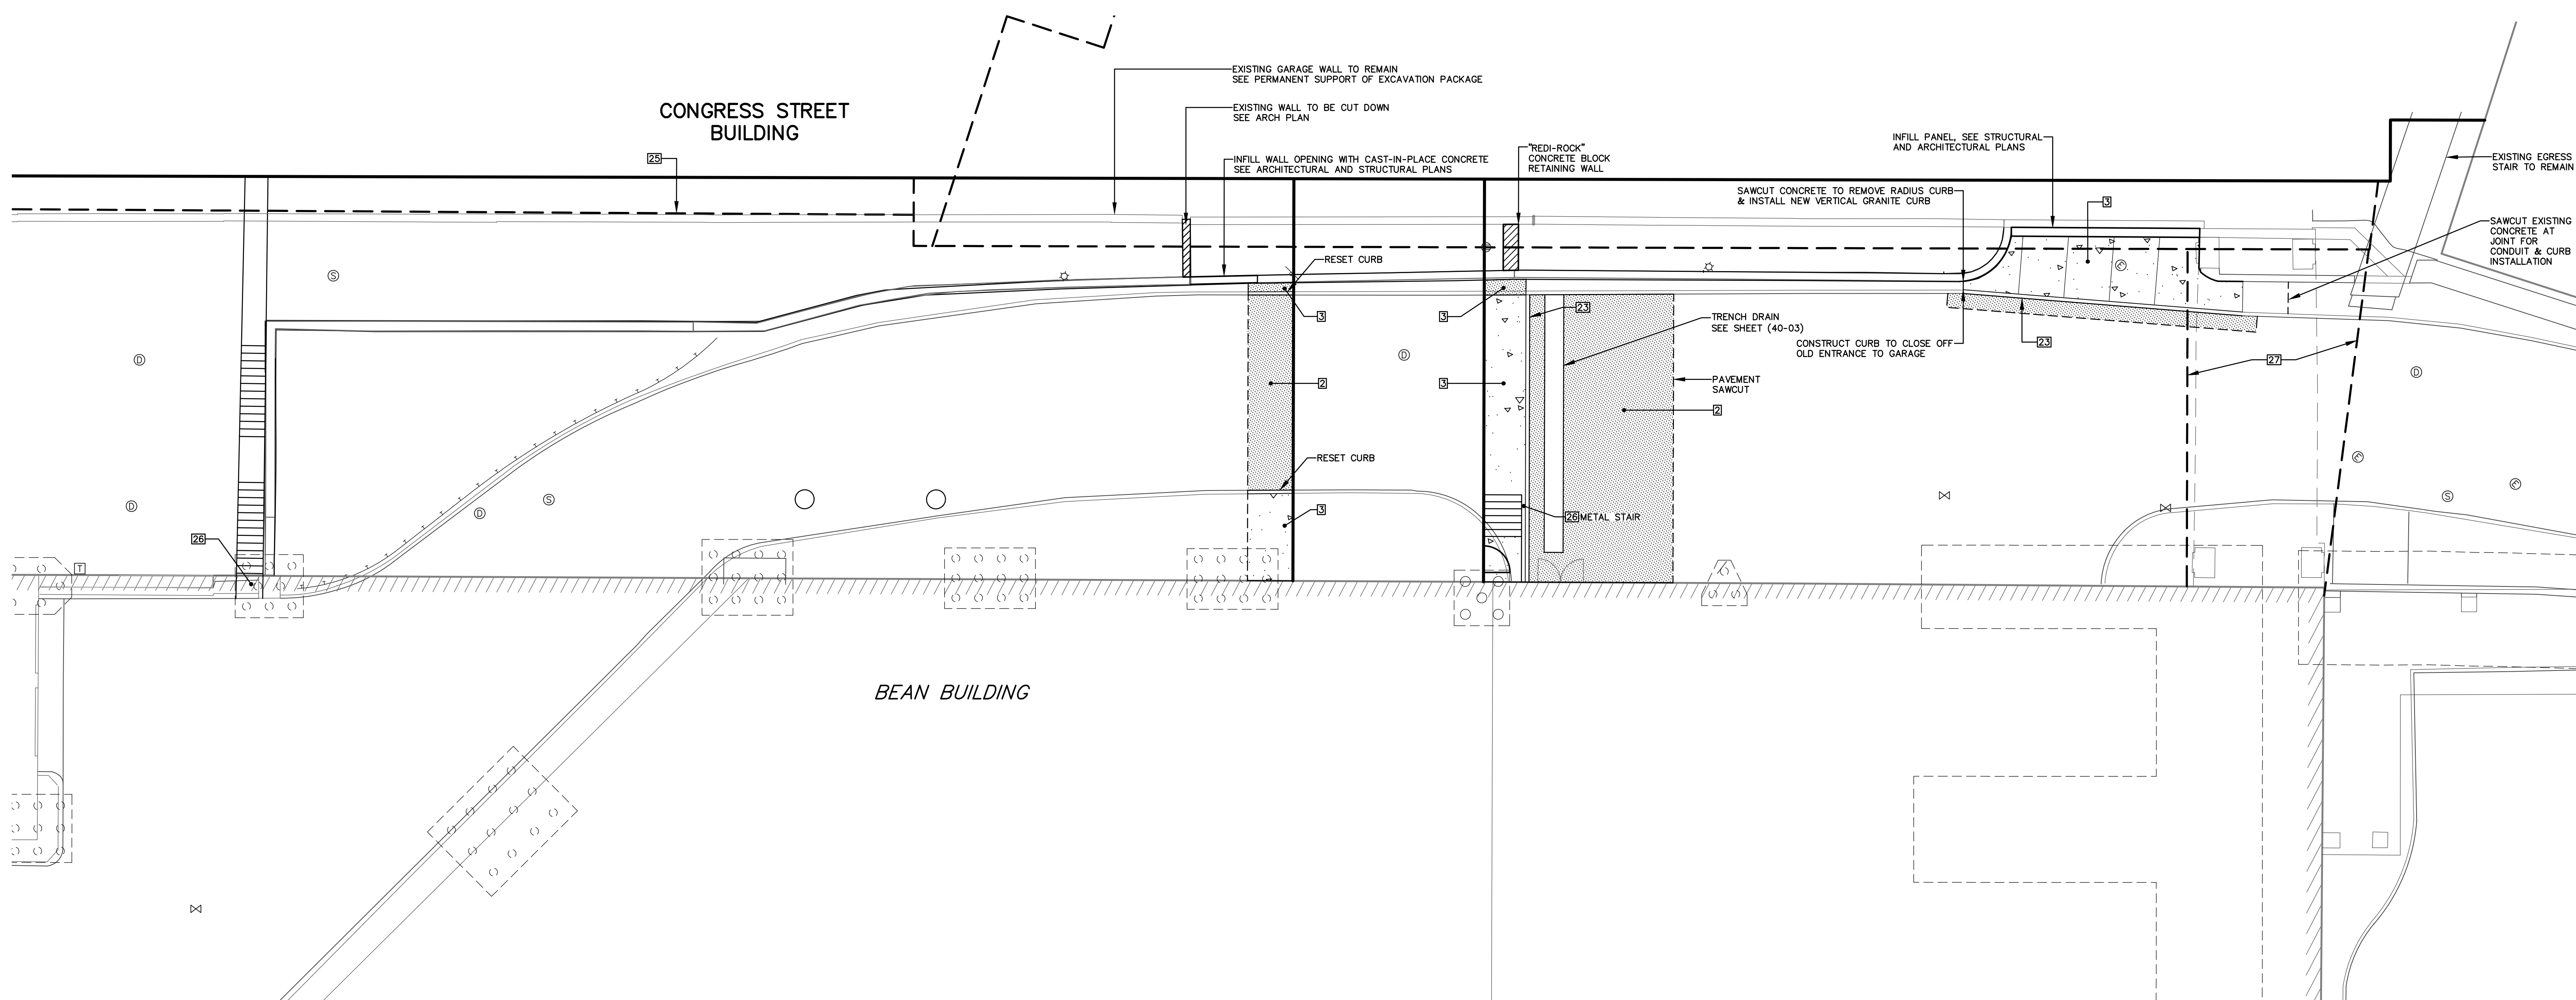 EXISTING GARAGE WALL TO REMAIN
SEE PERMANENT SUPPORT OF EXCAVATION PACKAGE
CONGRESS STREET
BUILDING
EXISTING WALL TO BE CUT DOWN
SEE ARCH PLAN
25
INFILL WALL OPENING WITH CAST-IN-PLACE CONCRETE
SEE ARCHITECTURAL AND STRUCTURAL PLANS
"REDI-ROCK"
CONCRETE BLOCK
RETAINING WALL
INFILL PANEL, SEE STRUCTURAL
AND ARCHITECTURAL PLANS
EXISTING EGRESS
STAIR TO REMAIN
SAWCUT CONCRETE TO REMOVE RADIUS CURB
& INSTALL NEW VERTICAL GRANITE CURB
3
SAWCUT EXISTING
CONCRETE AT
JOINT FOR
CONDUIT & CURB
INSTALLATION
RESET CURB
S
E
3
3
23
TRENCH DRAIN
SEE SHEET (40-03)
CONSTRUCT CURB TO CLOSE OFF
OLD ENTRANCE TO GARAGE
23
27
D
D
D
2
3
PAVEMENT
SAWCUT
2
RESET CURB
E
E
S
S
D
D
3
26 METAL STAIR
26
T
BEAN BUILDING